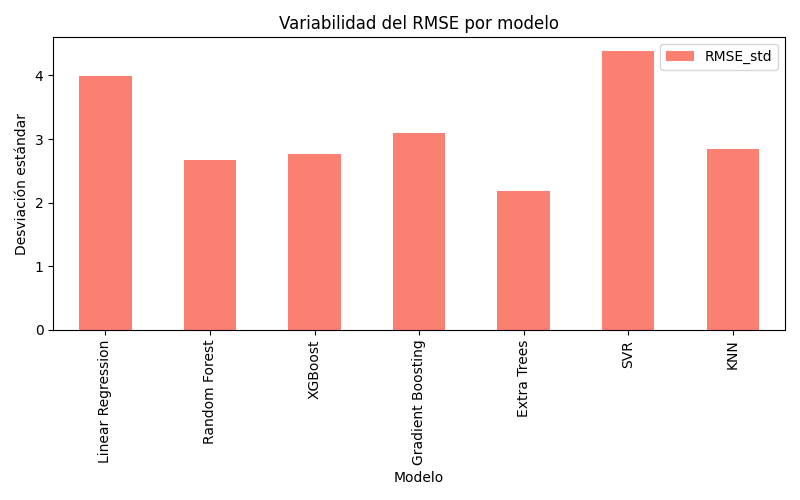 Variabilidad del RMSE por modelo
RMSE_std
Desviación estándar
4
3
2
1
0
Linear Regression
Random Forest
XGBoost
Gradient Boosting
Extra Trees
SVR
KNN
Modelo